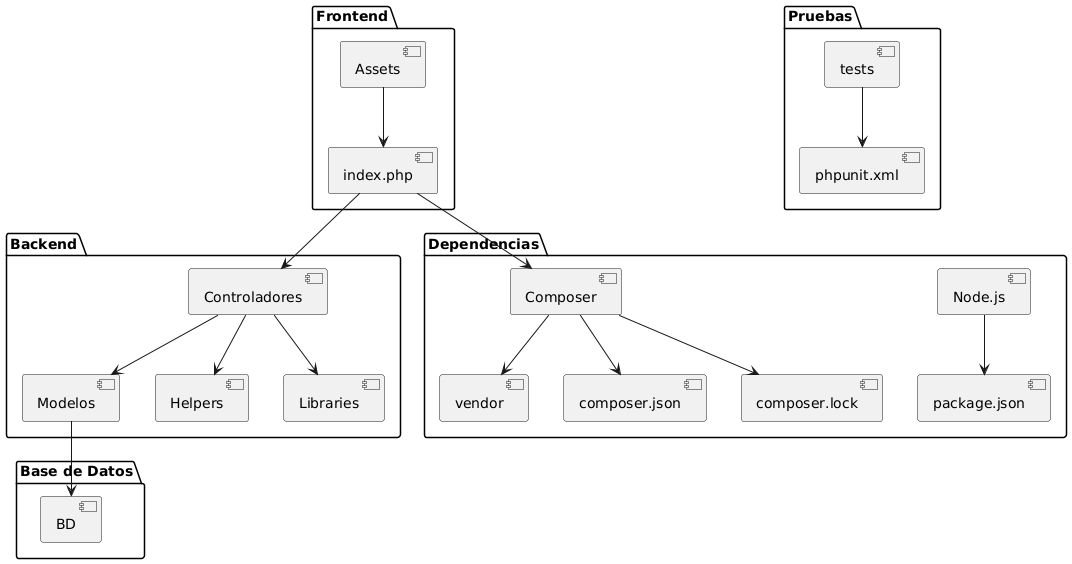 Frontend
Pruebas
Assets
tests
index.php
phpunit.xml
Backend
Dependencias
Controladores
Composer
Node.js
Modelos
Helpers
Libraries
vendor
composer.json
composer.lock
package.json
Base de Datos
BD